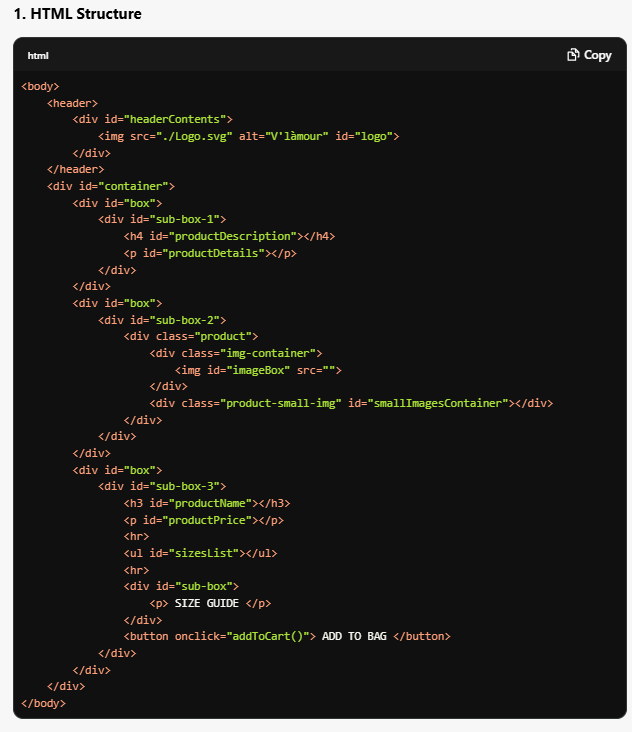 1. HTML Structure
html
Copy
<body>
    <header>
        <div id="headerContents">
            <img src="./Logo.svg" alt="V'làmour" id="logo">
        </div>
    </header>
    <div id="container">
        <div id="box">
            <div id="sub-box-1">
                <h4 id="productDescription"></h4>
                <p id="productDetails"></p>
            </div>
        </div>
        <div id="box">
            <div id="sub-box-2">
                <div class="product">
                    <div class="img-container">
                        <img id="imageBox" src="">
                    </div>
                    <div class="product-small-img" id="smallImagesContainer"></div>
                </div>
            </div>
        </div>
        <div id="box">
            <div id="sub-box-3">
                <h3 id="productName"></h3>
                <p id="productPrice"></p>
                <hr>
                <ul id="sizesList"></ul>
                <hr>
                <div id="sub-box">
                    <p> SIZE GUIDE </p>
                </div>
                <button onclick="addToCart()"> ADD TO BAG </button>
            </div>
        </div>
    </div>
</body>